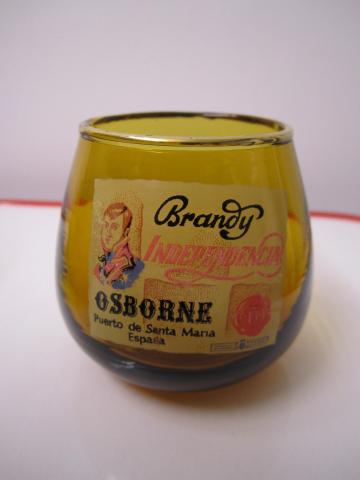 Brandy
INDEPENDENCIA
OSBORNE
Puerto de Santa Maria
España